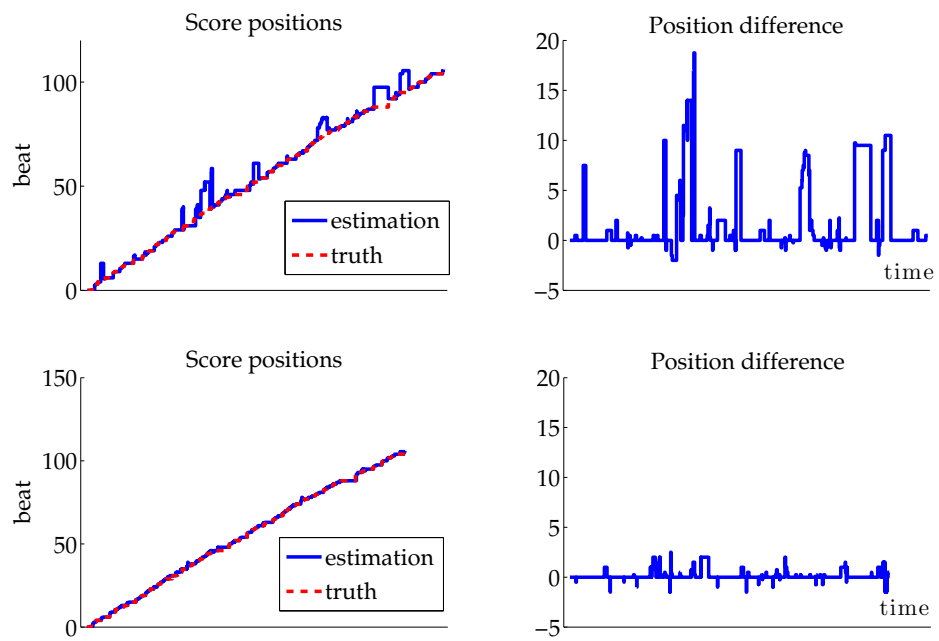 Score positions
100
50
0
beat
estimation
truth
Position difference
20
15
10
5
0
−5
time
Score positions
150
100
50
0
beat
estimation
truth
Position difference
20
15
10
5
0
−5
time